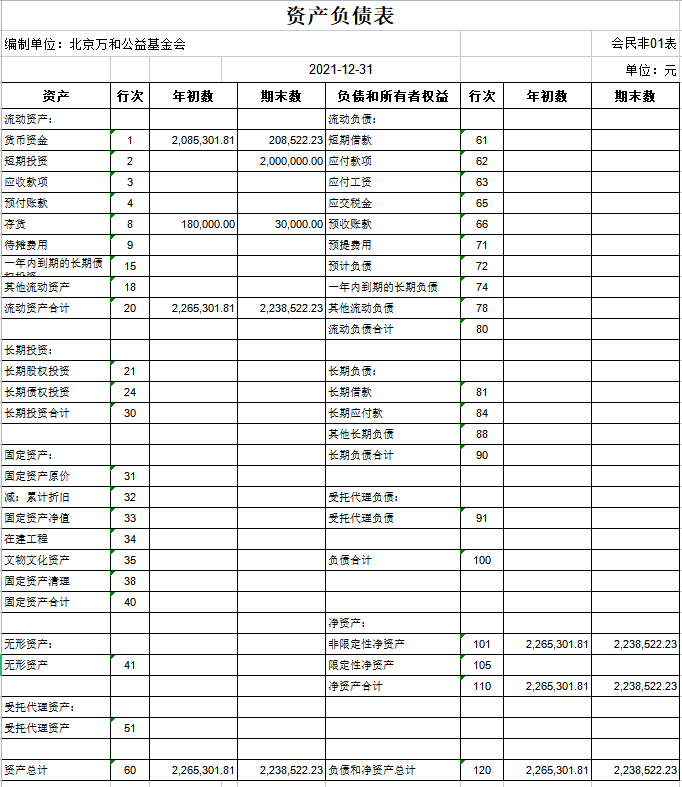 资产负债表
编制单位：北京万和公益基金会 会民非01表
2021-12-31 单位：元
资产 行次 年初数 期末数 负债和所有者权益 行次 年初数 期末数
流动资产： 流动负债：
货币资金 1 2,085,301.81 208,522.23 短期借款 61
短期投资 2 2,000,000.00 应付款项 62
应收款项 3 应付工资 63
预付账款 4 应交税金 65
存货 8 180,000.00 30,000.00 预收账款 66
待摊费用 9 预提费用 71
一年内到期的长期债权投资 15 预计负债 72
其他流动资产 18 一年内到期的长期负债 74
流动资产合计 20 2,265,301.81 2,238,522.23 其他流动负债 78
流动负债合计 80
长期投资：
长期股权投资 21 长期负债：
长期债权投资 24 长期借款 81
长期投资合计 30 长期应付款 84
其他长期负债 88
固定资产： 长期负债合计 90
固定资产原价 31
减：累计折旧 32 受托代理负债：
固定资产净值 33 受托代理负债 91
在建工程 34
文物文化资产 35 负债合计 100
固定资产清理 38
固定资产合计 40
净资产：
无形资产： 非限定性净资产 101 2,265,301.81 2,238,522.23
无形资产 41 限定性净资产 105
净资产合计 110 2,265,301.81 2,238,522.23
受托代理资产：
受托代理资产 51
资产总计 60 2,265,301.81 2,238,522.23 负债和净资产总计 120 2,265,301.81 2,238,522.23